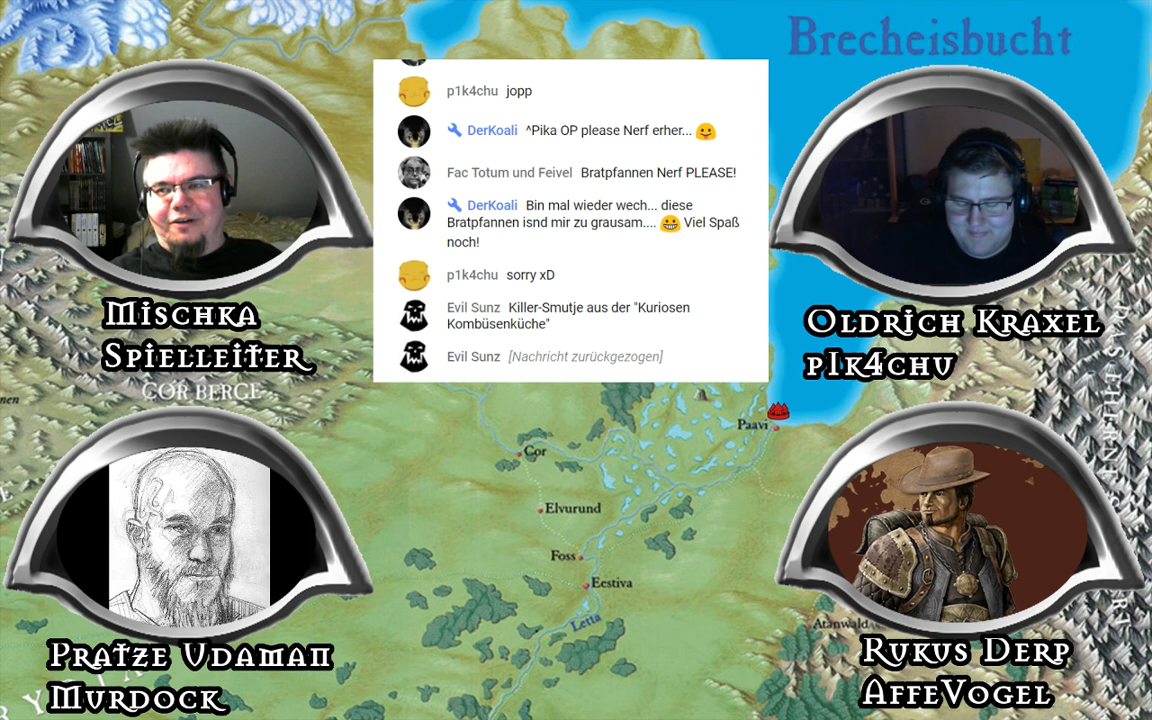 Brecheisbucht
p1k4chu jopp
DerKoali ^Pika OP please Nerf erher... 😛
Fac Totum und Feivel Bratpfannen Nerf PLEASE!
DerKoali Bin mal wieder wech... diese
Bratpfannen isnd mir zu grausam.... 😀 Viel Spaß
noch!
p1k4chu sorry xD
Evil Sunz Killer-Smutje aus der "Kuriosen
Kombüsenküche"
Evil Sunz [Nachricht zurückgezogen]
Mischka
Spielleiter
Oldrich Kraxel
p1k4chu
COR BERGE
Paavi
Cor
Elvurund
Foss
Eestiva
Letta
Atanwald
Pratze Udaman
Murdock
Rukus Derp
AffeVogel